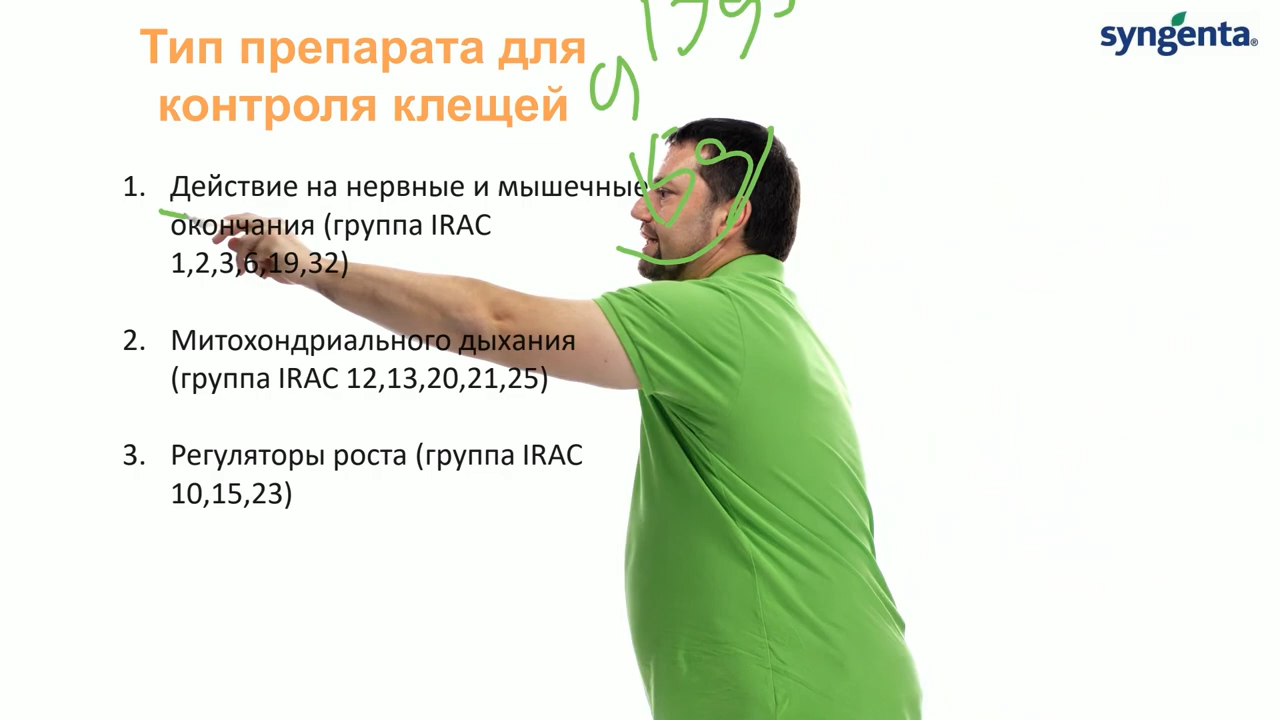 Тип препарата для
контроля клещей
syngenta®
1. Действие на нервные и мышечные
окончания (группа IRAC
1,2,3,6,19,32)
2. Митохондриального дыхания
(группа IRAC 12,13,20,21,25)
3. Регуляторы роста (группа IRAC
10,15,23)